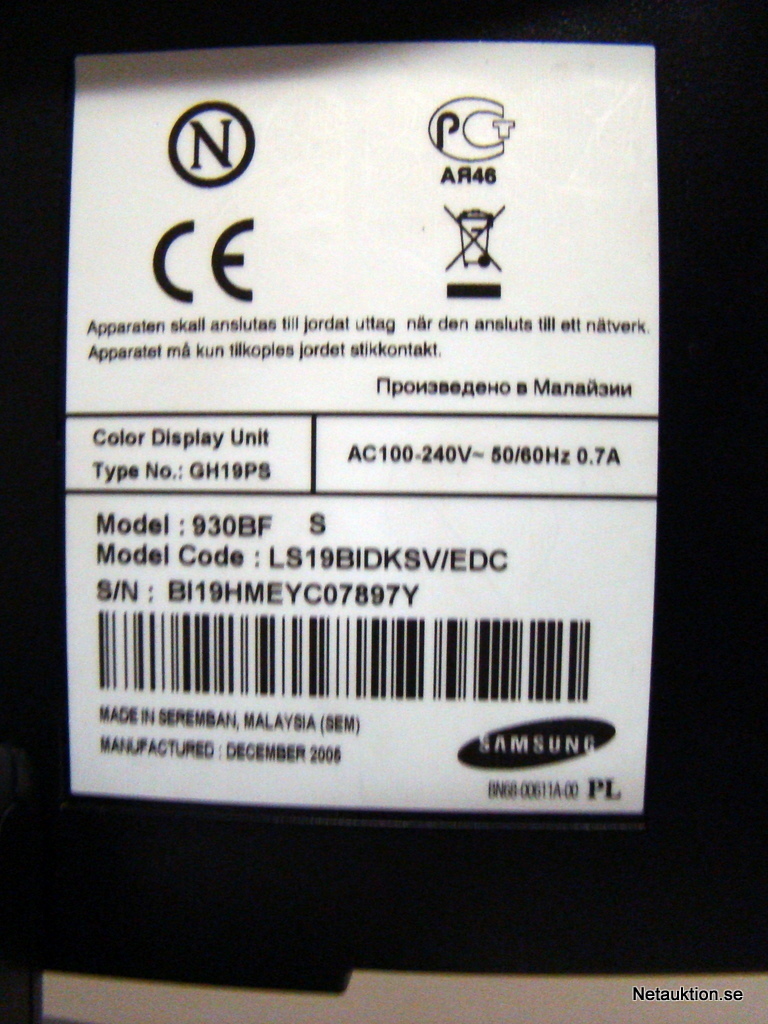 N
PCT
АЯ46
CE
Apparaten skall anslutas till jordat uttag när den ansluts till ett nätverk.
Apparatet må kun tilkoples jordet stikkontakt.
Произведено в Малайзии
Color Display Unit
Type No.: GH19PS
AC100-240V~ 50/60Hz 0.7A
Model : 930BF S
Model Code : LS19BIDKSV/EDC
S/N : BI19HMEYC07897Y
MADE IN SEREMBAN, MALAYSIA (SEM)
MANUFACTURED : DECEMBER 2005
SAMSUNG
BN68-00611A-00 PL
Netauktion.se